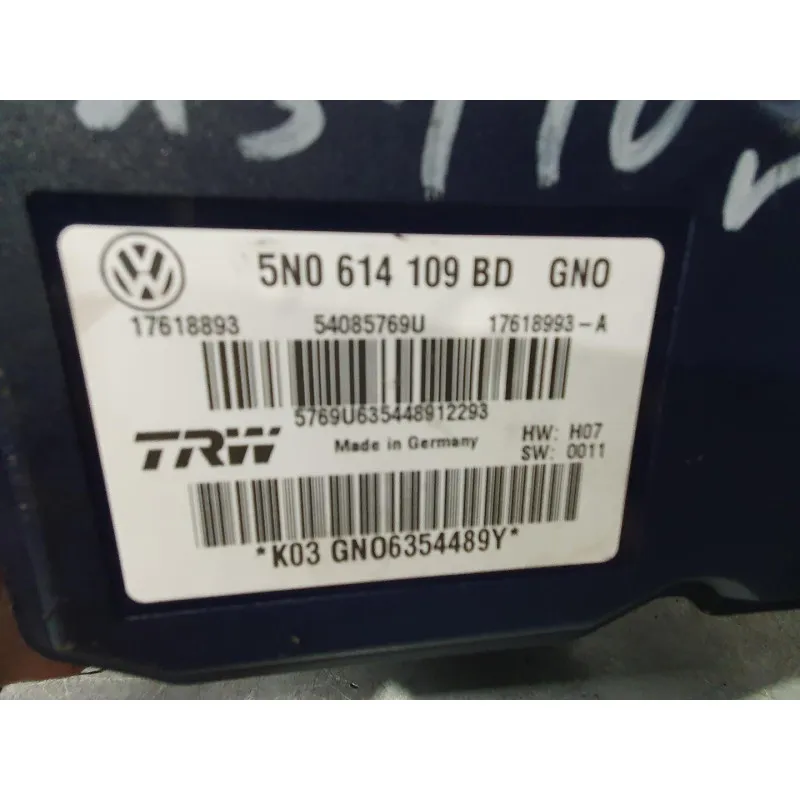 5N0 614 109 BD GNO
17618893 54085769U 17618993-A
5769U635448912293
TRW Made in Germany HW: H07
SW: 0011
*K03 GNO6354489Y*